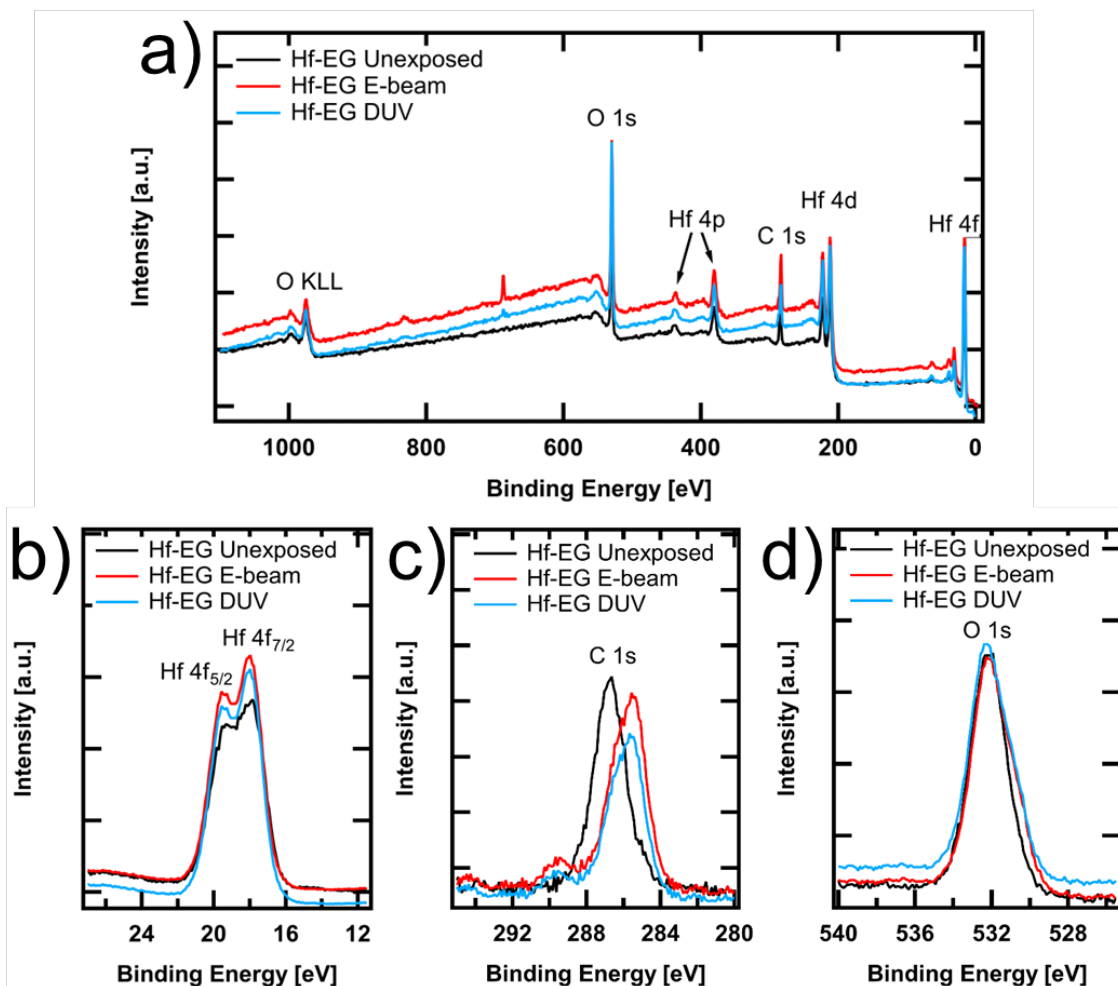 a)
Hf-EG Unexposed
Hf-EG E-beam
Hf-EG DUV
O 1s
Hf 4p
C 1s
Hf 4d
Hf 4f
O KLL
Intensity [a.u.]
1000 800 600 400 200 0
Binding Energy [eV]
b)
Hf-EG Unexposed
Hf-EG E-beam
Hf-EG DUV
Hf 4f7/2
Hf 4f5/2
Intensity [a.u.]
24 20 16 12
Binding Energy [eV]
c)
Hf-EG Unexposed
Hf-EG E-beam
Hf-EG DUV
C 1s
Intensity [a.u.]
292 288 284 280
Binding Energy [eV]
d)
Hf-EG Unexposed
Hf-EG E-beam
Hf-EG DUV
O 1s
Intensity [a.u.]
540 536 532 528
Binding Energy [eV]